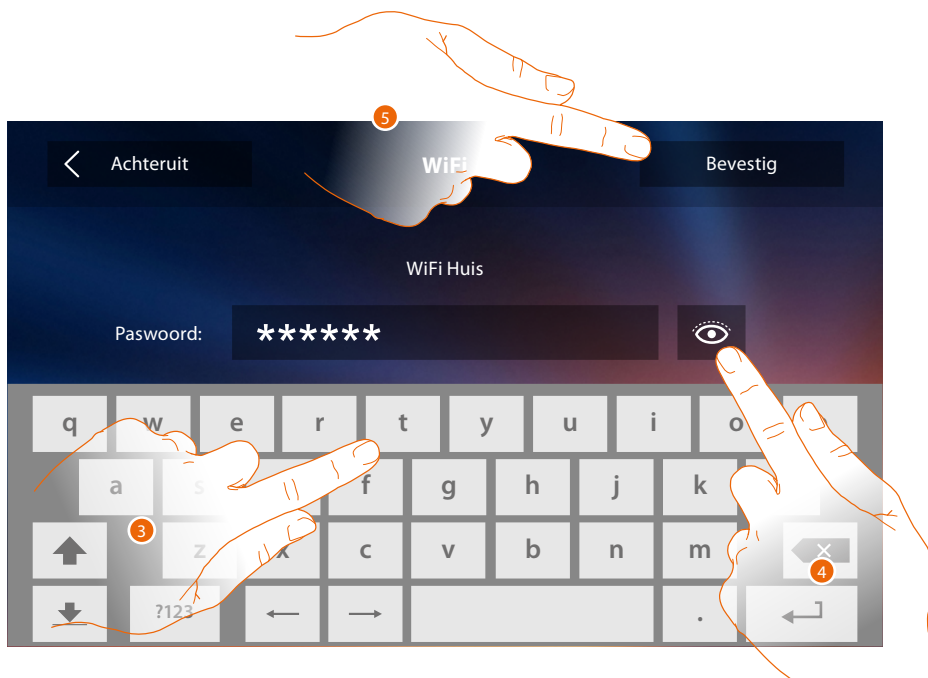 5
Achteruit WiFi Bevestig
WiFi Huis
Paswoord: ******
q w e r t y u i o
a s f g h j k
3
z x c v b n m
4
?123 .